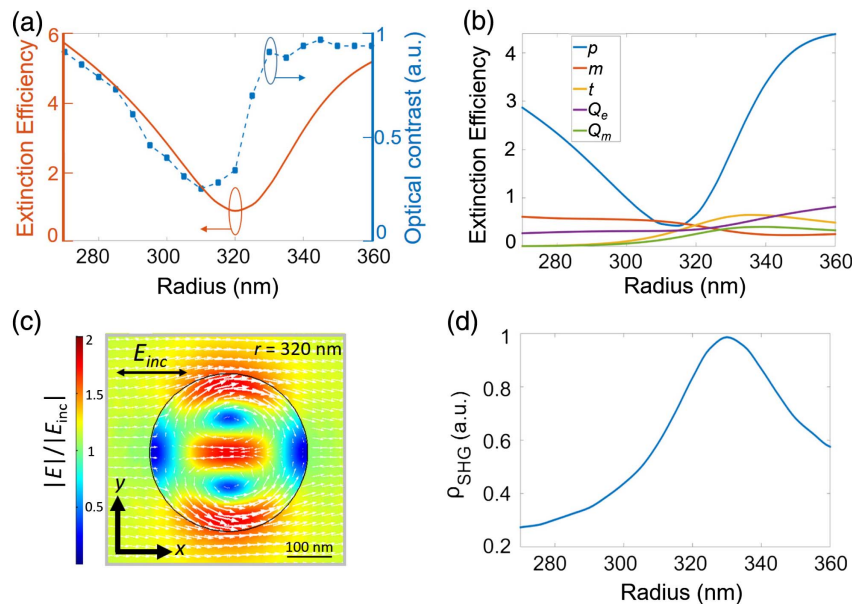 (a)
6
4
2
0
Extinction Efficiency
1
0.5
0
Optical contrast (a.u.)
280 300 320 340 360
Radius (nm)
(b)
4
3
2
1
0
Extinction Efficiency
p
m
t
Qe
Qm
280 300 320 340 360
Radius (nm)
(c)
2
1.5
1
0.5
|E|/|Einc|
Einc
r = 320 nm
y
x
100 nm
(d)
1
0.8
0.6
0.4
0.2
ρSHG (a.u.)
280 300 320 340 360
Radius (nm)